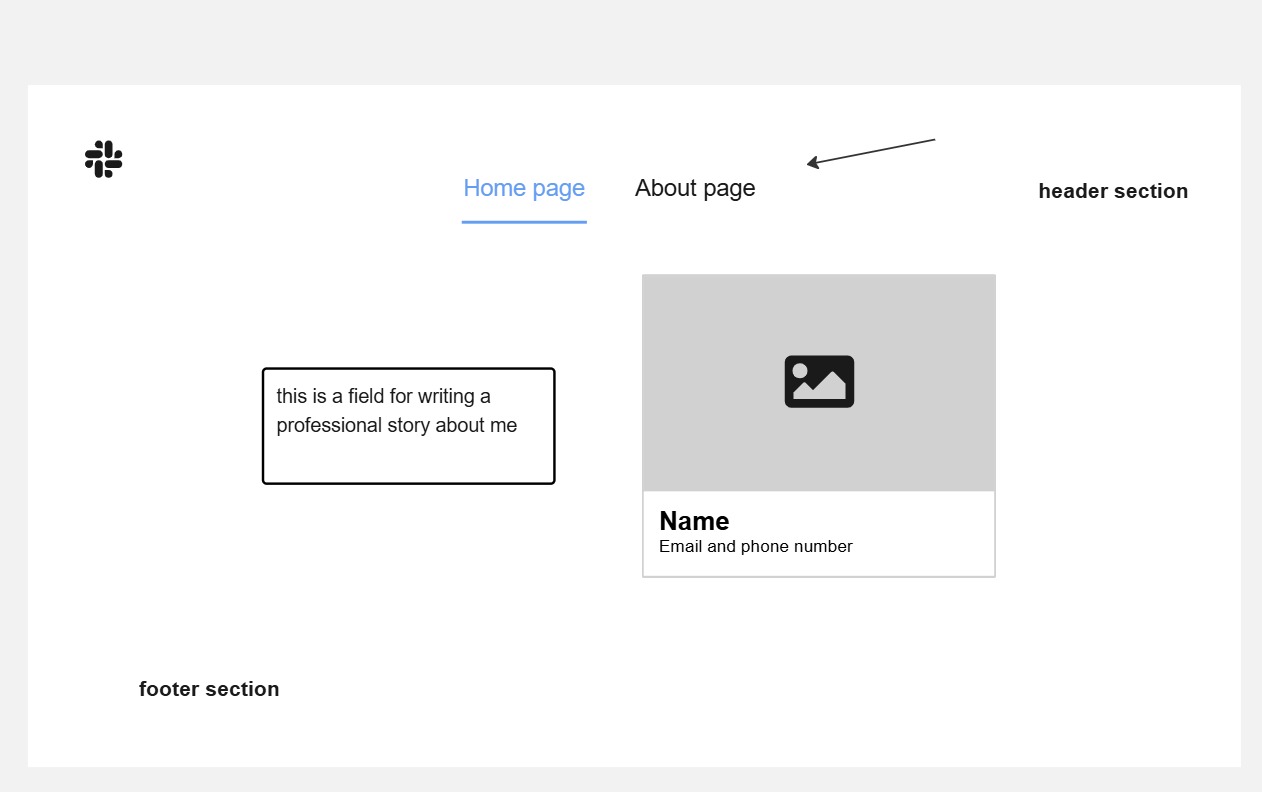 Home page
About page
header section
this is a field for writing a
professional story about me
Name
Email and phone number
footer section